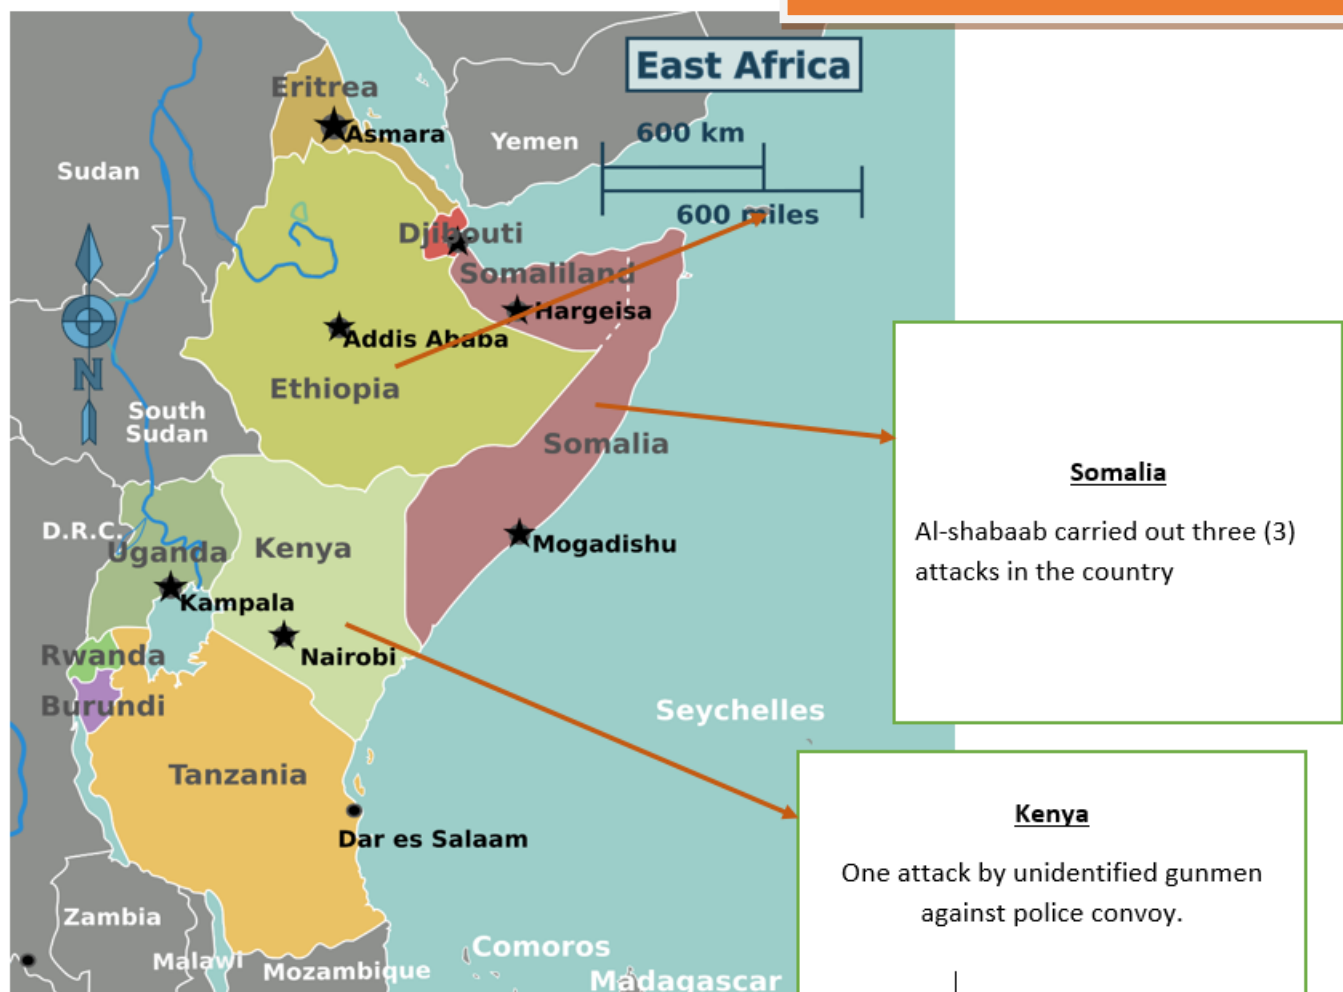 East Africa
Eritrea
Asmara
600 km
Yemen
Sudan
600 miles
Djibouti
Somaliland
Hargeisa
Addis Ababa
N
Ethiopia
South
Sudan
Somalia
Somalia
Al-shabaab carried out three (3)
attacks in the country
D.R.C.
Uganda
Kenya
Mogadishu
Kampala
Rwanda
Nairobi
Burundi
Seychelles
Tanzania
Dar es Salaam
Kenya
One attack by unidentified gunmen
against police convoy.
Zambia
Malawi
Mozambique
Comoros
Madagascar